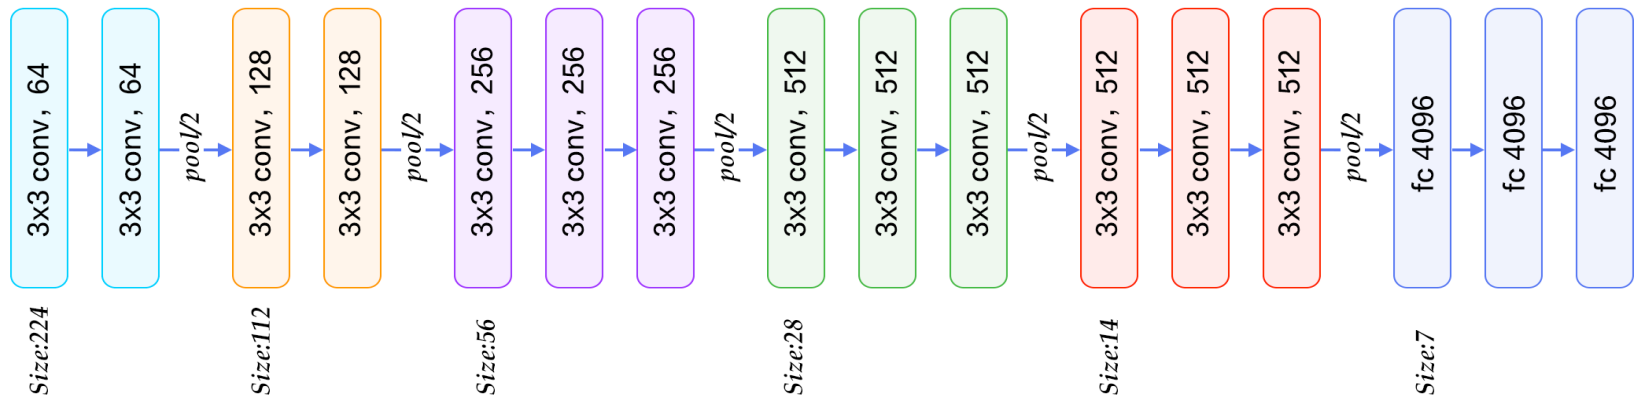 3x3 conv, 64
3x3 conv, 64
pool/2
3x3 conv, 128
3x3 conv, 128
pool/2
3x3 conv, 256
3x3 conv, 256
3x3 conv, 256
pool/2
3x3 conv, 512
3x3 conv, 512
3x3 conv, 512
pool/2
3x3 conv, 512
3x3 conv, 512
3x3 conv, 512
pool/2
fc 4096
fc 4096
fc 4096
Size:224
Size:112
Size:56
Size:28
Size:14
Size:7